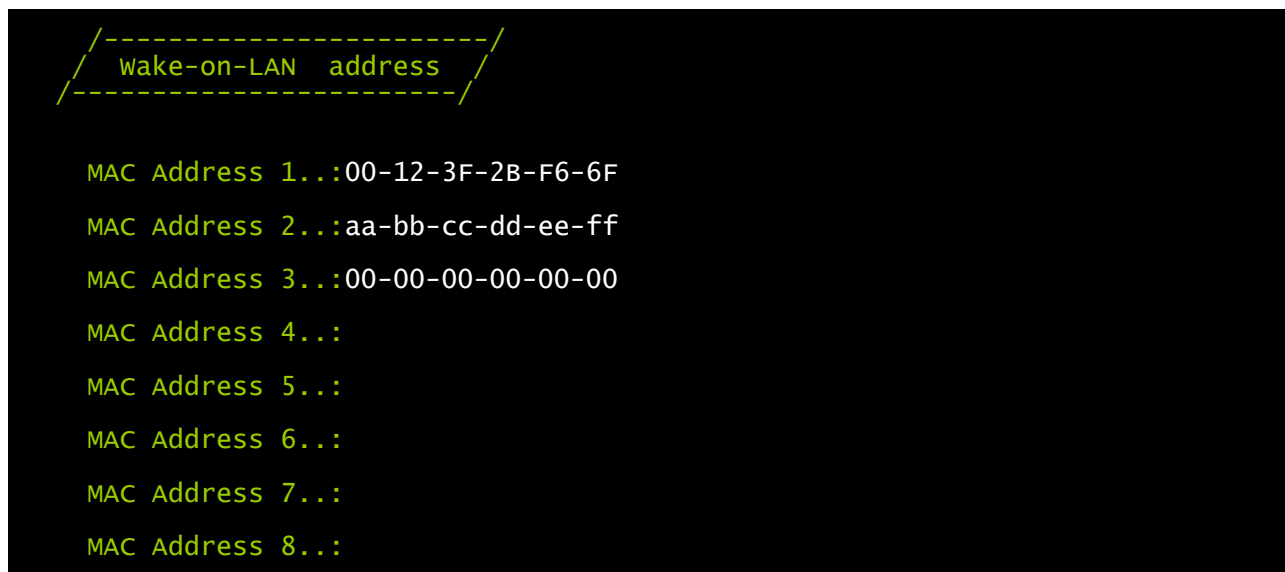 /------------------------/
/ Wake-on-LAN address /
/------------------------/
MAC Address 1..:00-12-3F-2B-F6-6F
MAC Address 2..:aa-bb-cc-dd-ee-ff
MAC Address 3..:00-00-00-00-00-00
MAC Address 4..:
MAC Address 5..:
MAC Address 6..:
MAC Address 7..:
MAC Address 8..: